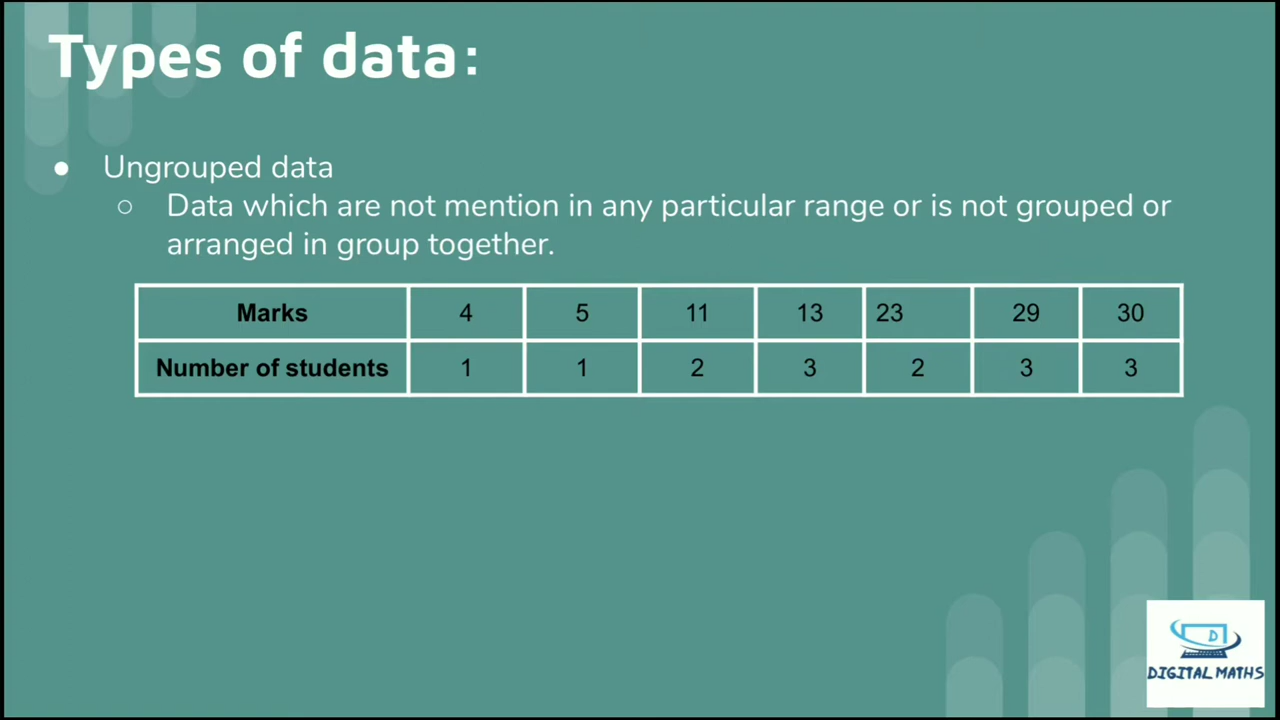 Types of data:
● Ungrouped data
○ Data which are not mention in any particular range or is not grouped or
arranged in group together.
Marks 4 5 11 13 23 29 30
Number of students 1 1 2 3 2 3 3
D
DIGITAL MATHS